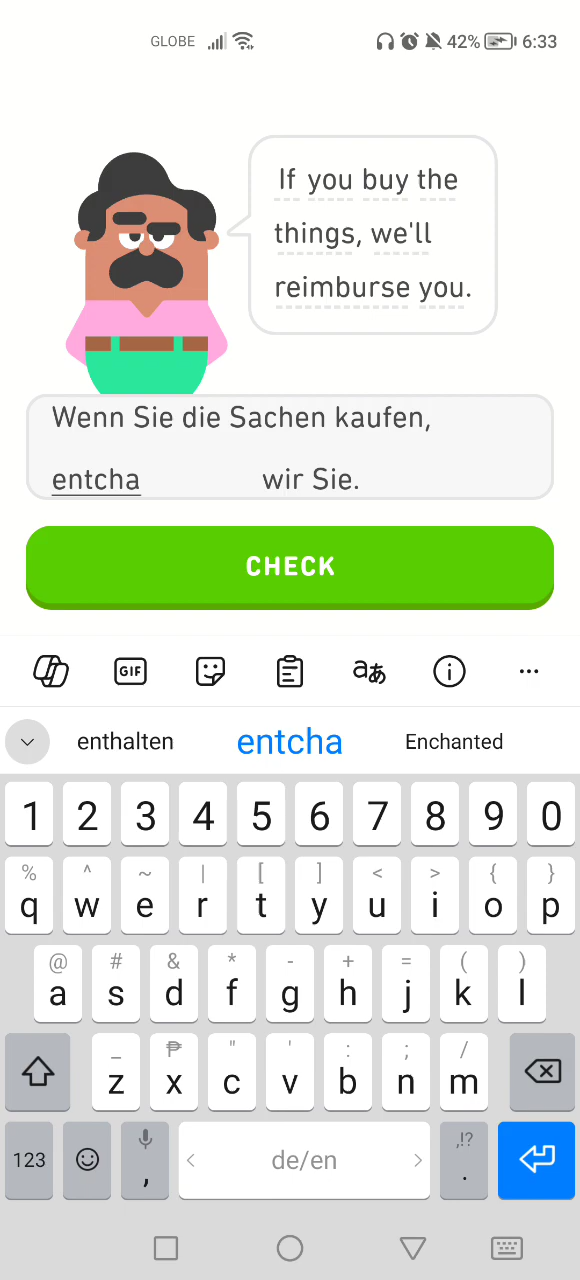 GLOBE 42% 6:33
If you buy the
things, we'll
reimburse you.
Wenn Sie die Sachen kaufen,
entcha wir Sie.
CHECK
GIF aあ ...
enthalten entcha Enchanted
1 2 3 4 5 6 7 8 9 0
% ^ ~ | [ ] < > { }
q w e r t y u i o p
@ # & * - + = ( )
a s d f g h j k l
_ ₱ " ' : ; /
z x c v b n m
,!?
123 , < de/en > .